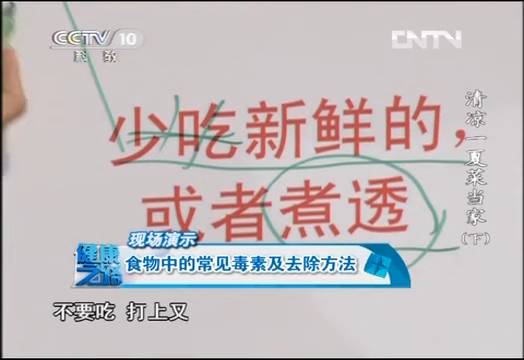 CCTV 10
科教
CNTV
清凉一夏菜当家(下)
少吃新鲜的，
或者煮透
现场演示
健康之路
食物中的常见毒素及去除方法
不要吃 打上叉